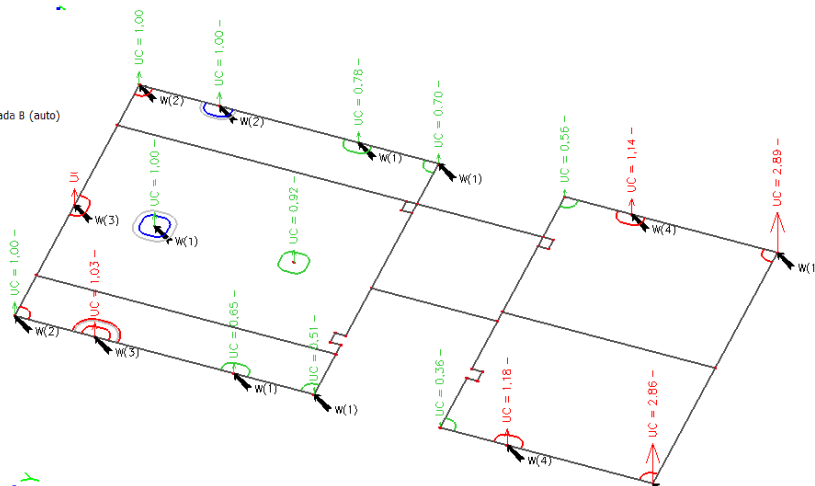 UC = 1,00
UC = 1,00 –
W(2)
W(2)
ada B (auto)
UC = 0,78 –
W(1)
UC = 0,70 –
W(1)
UC = 0,56 –
UC = 1,14 –
UC = 2,89 –
W(3)
UC = 1,00 –
W(1)
UC = 0,92 –
W(4)
W(1
UC = 1,00 –
W(2)
UC = 1,03 –
W(3)
UC = 0,65 –
W(1)
0,51 –
W(1)
UC = 0,36 –
UC = 1,18 –
W(4)
UC = 2,86 –
Y